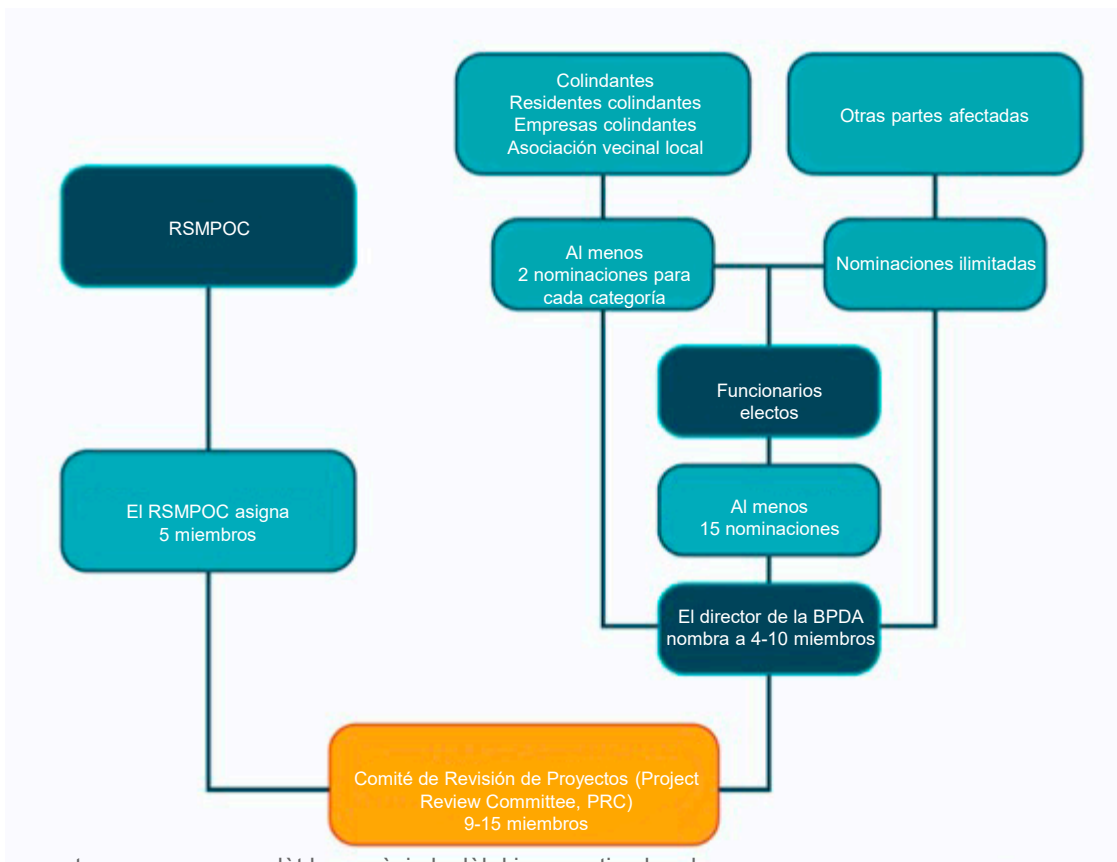 Colindantes
Residentes colindantes
Empresas colindantes
Asociación vecinal local
Otras partes afectadas
RSMPOC
Al menos
2 nominaciones para
cada categoría
Nominaciones ilimitadas
Funcionarios
electos
El RSMPOC asigna
5 miembros
Al menos
15 nominaciones
El director de la BPDA
nombra a 4-10 miembros
Comité de Revisión de Proyectos (Project
Review Committee, PRC)
9-15 miembros